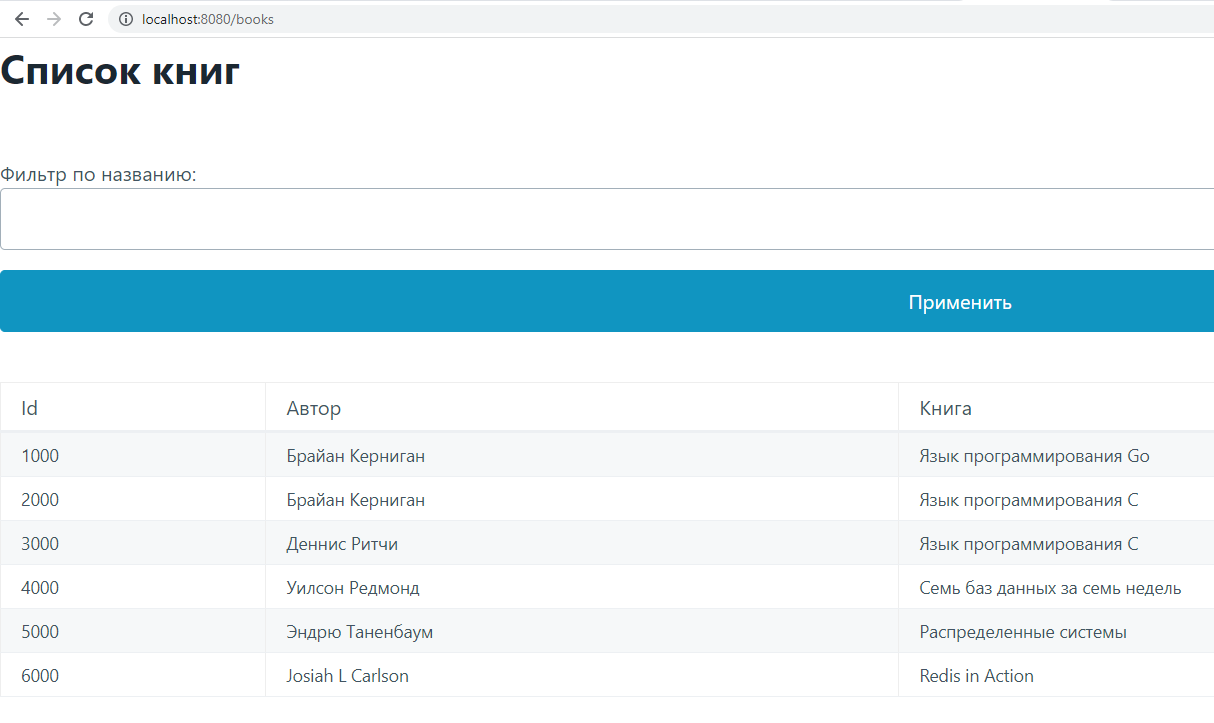 localhost:8080/books
Список книг
Фильтр по названию:
Применить
Id Автор Книга
1000 Брайан Керниган Язык программирования Go
2000 Брайан Керниган Язык программирования C
3000 Деннис Ритчи Язык программирования C
4000 Уилсон Редмонд Семь баз данных за семь недель
5000 Эндрю Таненбаум Распределенные системы
6000 Josiah L Carlson Redis in Action